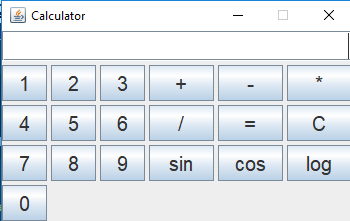 Calculator
1 2 3 + - *
4 5 6 / = C
7 8 9 sin cos log
0